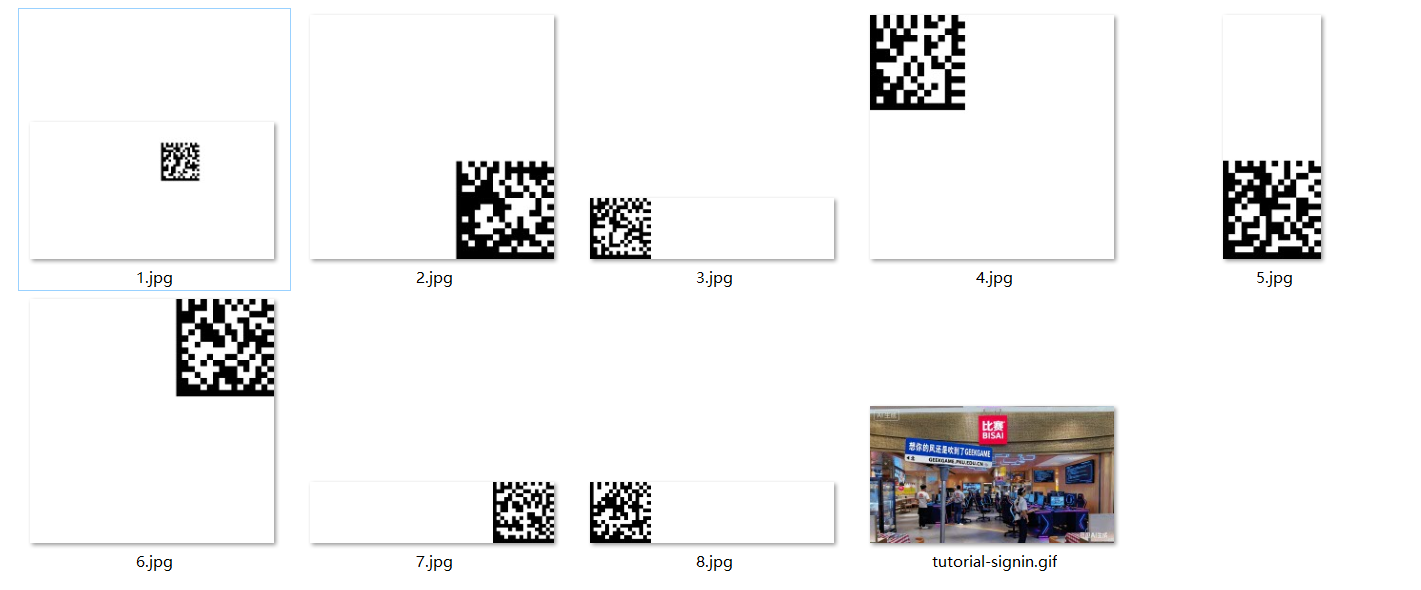 1.jpg
2.jpg
3.jpg
4.jpg
5.jpg
6.jpg
7.jpg
8.jpg
比赛
BISAI
想你的风还是吹到了GEEKGAME
GEEKGAME.PKU.EDU.CN
tutorial-signin.gif